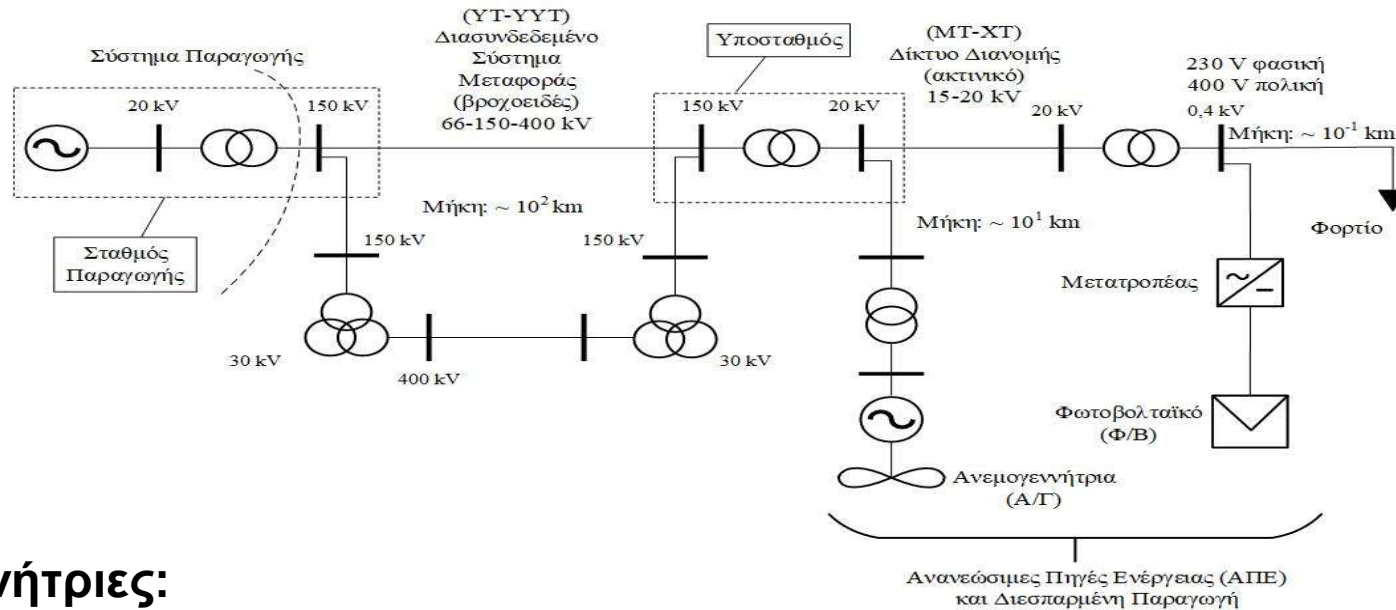 (ΥΤ-ΥΥΤ)
Διασυνδεδεμένο
Σύστημα
Μεταφοράς
(βροχοειδές)
66-150-400 kV
Σύστημα Παραγωγής
Υποσταθμός
(ΜΤ-ΧΤ)
Δίκτυο Διανομής
(ακτινικό)
15-20 kV
230 V φασική
400 V πολική
20 kV
150 kV
150 kV
20 kV
20 kV
0,4 kV
Μήκη: ~ 10⁻¹ km
Μήκη: ~ 10² km
Μήκη: ~ 10¹ km
Φορτίο
Σταθμός
Παραγωγής
150 kV
150 kV
Μετατροπέας
30 kV
400 kV
30 kV
Φωτοβολταϊκό
(Φ/Β)
Ανεμογεννήτρια
(Α/Γ)
νήτριες:
Ανανεώσιμες Πηγές Ενέργειας (ΑΠΕ)
και Διεσπαρμένη Παραγωγή